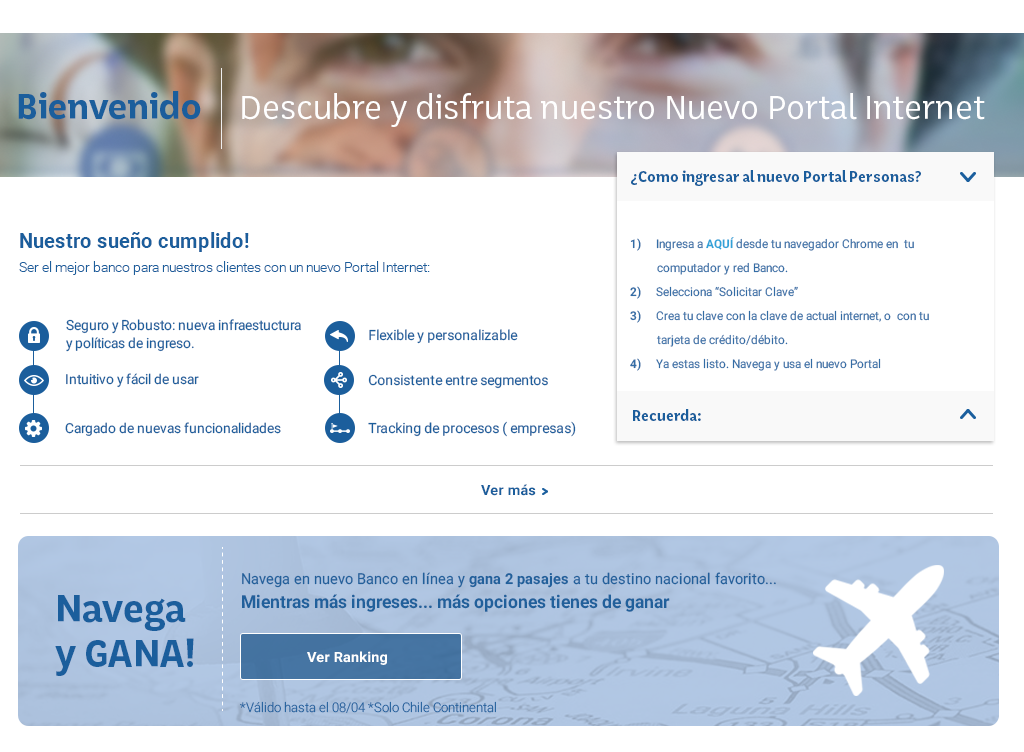 Bienvenido
Descubre y disfruta nuestro Nuevo Portal Internet
¿Como ingresar al nuevo Portal Personas?
1) Ingresa a AQUÍ desde tu navegador Chrome en tu
computador y red Banco.
2) Selecciona “Solicitar Clave”
3) Crea tu clave con la clave de actual internet, o con tu
tarjeta de crédito/débito.
4) Ya estas listo. Navega y usa el nuevo Portal
Recuerda:
Nuestro sueño cumplido!
Ser el mejor banco para nuestros clientes con un nuevo Portal Internet:
Seguro y Robusto: nueva infraestuctura
y políticas de ingreso.
Intuitivo y fácil de usar
Cargado de nuevas funcionalidades
Flexible y personalizable
Consistente entre segmentos
Tracking de procesos ( empresas)
Ver más >
Navega
y GANA!
Navega en nuevo Banco en línea y gana 2 pasajes a tu destino nacional favorito...
Mientras más ingreses... más opciones tienes de ganar
Ver Ranking
*Válido hasta el 08/04 *Solo Chile Continental
Corona
Laguna Hills